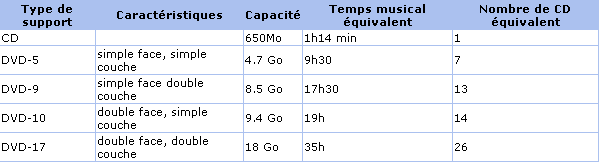 Type de support Caractéristiques Capacité Temps musical équivalent Nombre de CD équivalent
CD 650Mo 1h14 min 1
DVD-5 simple face, simple couche 4.7 Go 9h30 7
DVD-9 simple face double couche 8.5 Go 17h30 13
DVD-10 double face, simple couche 9.4 Go 19h 14
DVD-17 double face, double couche 18 Go 35h 26